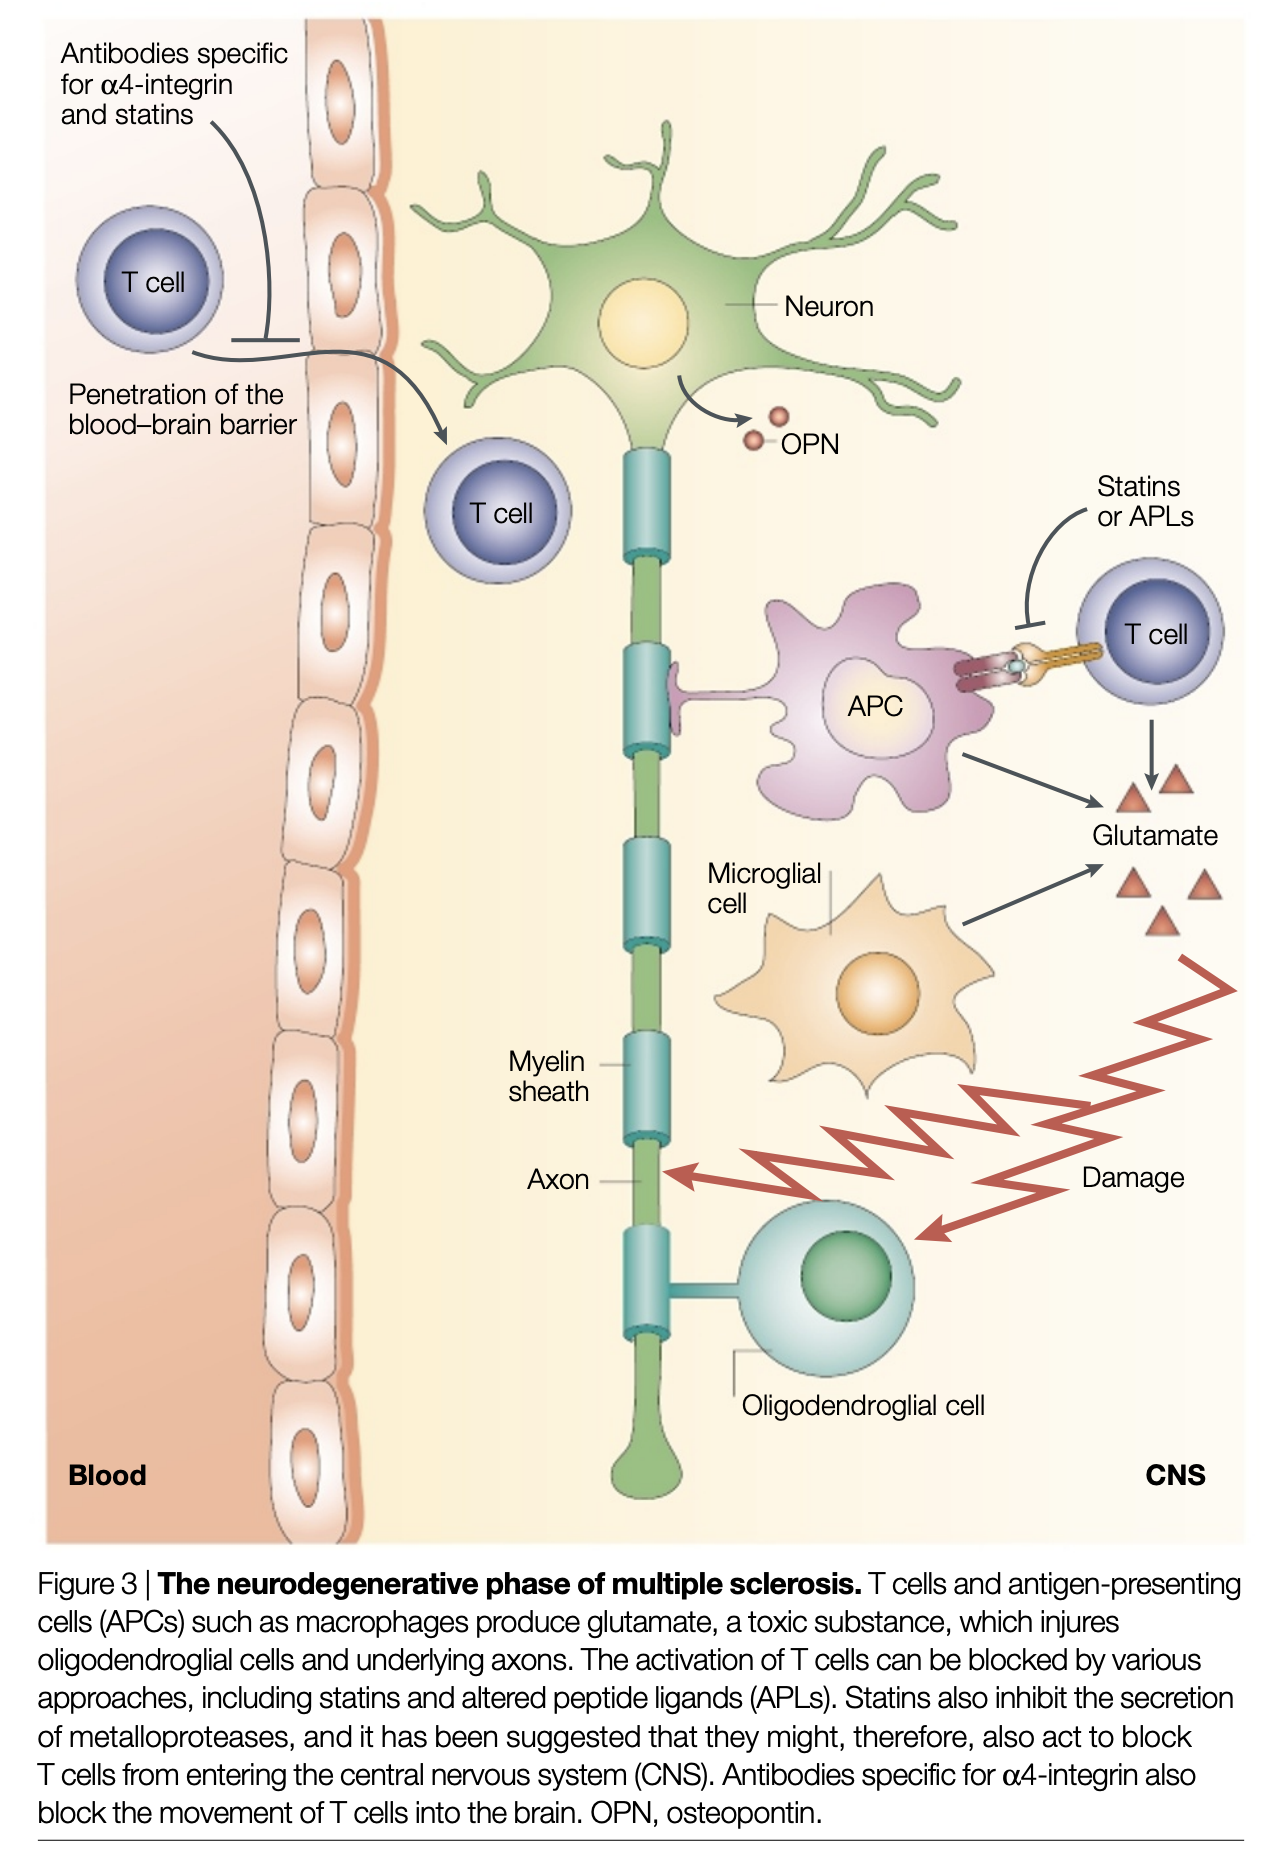 Antibodies specific
for α4-integrin
and statins
T cell
Penetration of the
blood–brain barrier
T cell
Neuron
OPN
Statins
or APLs
T cell
APC
Glutamate
Microglial
cell
Myelin
sheath
Axon
Damage
Oligodendroglial cell
Blood
CNS
Figure 3 | The neurodegenerative phase of multiple sclerosis. T cells and antigen-presenting
cells (APCs) such as macrophages produce glutamate, a toxic substance, which injures
oligodendroglial cells and underlying axons. The activation of T cells can be blocked by various
approaches, including statins and altered peptide ligands (APLs). Statins also inhibit the secretion
of metalloproteases, and it has been suggested that they might, therefore, also act to block
T cells from entering the central nervous system (CNS). Antibodies specific for α4-integrin also
block the movement of T cells into the brain. OPN, osteopontin.